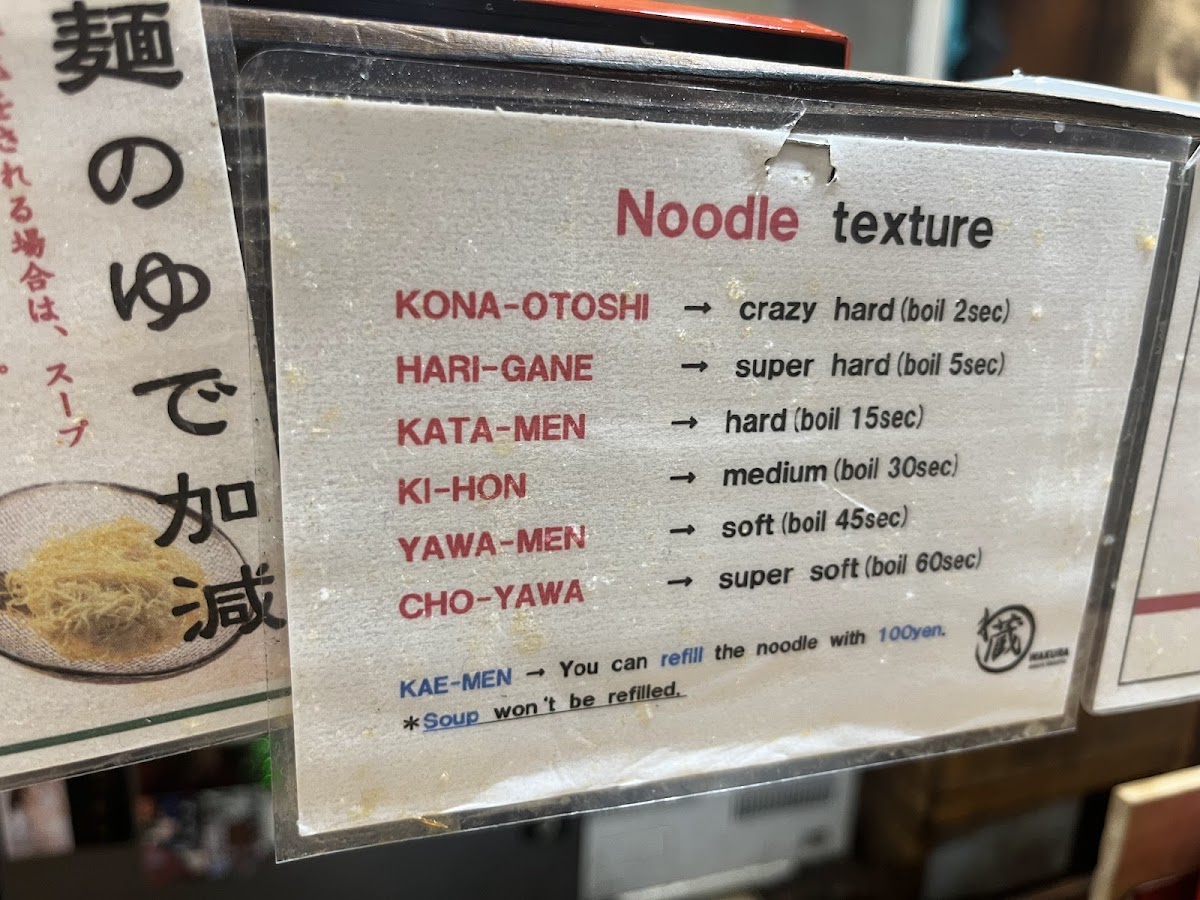 麺のゆで加減
される場合は、スープ
Noodle texture
KONA-OTOSHI → crazy hard (boil 2sec)
HARI-GANE → super hard (boil 5sec)
KATA-MEN → hard (boil 15sec)
KI-HON → medium (boil 30sec)
YAWA-MEN → soft (boil 45sec)
CHO-YAWA → super soft (boil 60sec)
KAE-MEN → You can refill the noodle with 100yen.
*Soup won't be refilled.
蔵